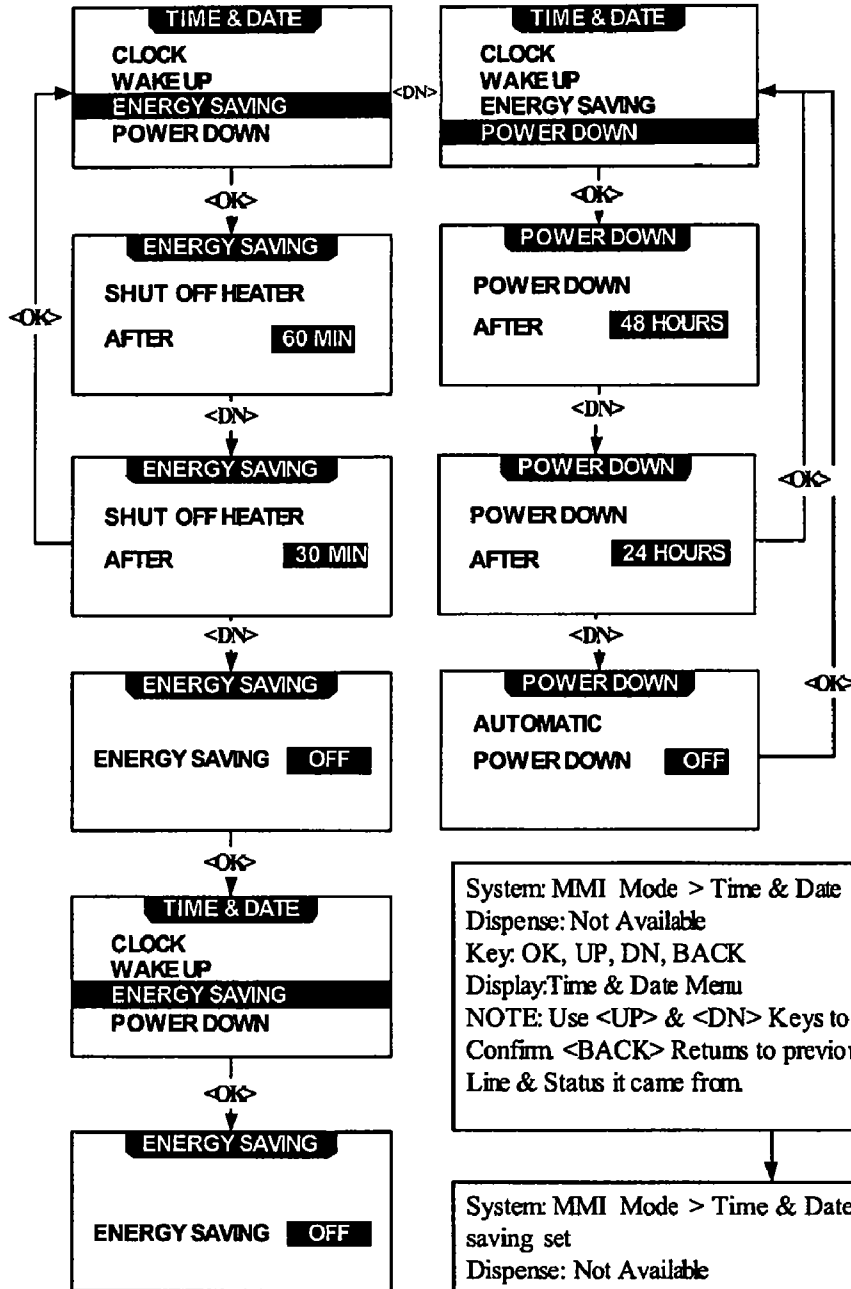 TIME & DATE
CLOCK
WAKE UP
ENERGY SAVING
POWER DOWN
<DN>
TIME & DATE
CLOCK
WAKE UP
ENERGY SAVING
POWER DOWN
<OK>
ENERGY SAVING
SHUT OFF HEATER
AFTER 60 MIN
<OK>
<DN>
ENERGY SAVING
SHUT OFF HEATER
AFTER 30 MIN
<DN>
ENERGY SAVING
ENERGY SAVING OFF
<OK>
TIME & DATE
CLOCK
WAKE UP
ENERGY SAVING
POWER DOWN
<OK>
ENERGY SAVING
ENERGY SAVING OFF
<OK>
POWER DOWN
POWER DOWN
AFTER 48 HOURS
<DN>
POWER DOWN
POWER DOWN
AFTER 24 HOURS
<OK>
<DN>
POWER DOWN
AUTOMATIC
POWER DOWN OFF
<OK>
System: MMI Mode > Time & Date
Dispense: Not Available
Key: OK, UP, DN, BACK
Display:Time & Date Menu
NOTE: Use <UP> & <DN> Keys to
Confirm. <BACK> Returns to
Line & Status it came from.
System: MMI Mode > Time & Date
saving set
Dispense: Not Available